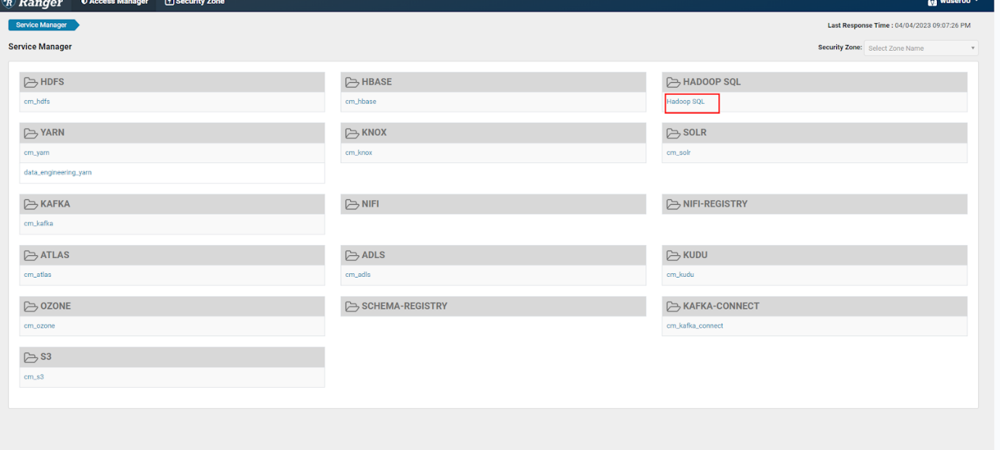 Ranger Access Manager Security Zone wuser00
Service Manager
Last Response Time : 04/04/2023 09:07:26 PM
Service Manager
Security Zone: Select Zone Name
HDFS HBASE HADOOP SQL
cm_hdfs cm_hbase Hadoop SQL
YARN KNOX SOLR
cm_yarn cm_knox cm_solr
data_engineering_yarn
KAFKA NIFI NIFI-REGISTRY
cm_kafka
ATLAS ADLS KUDU
cm_atlas cm_adls cm_kudu
OZONE SCHEMA-REGISTRY KAFKA-CONNECT
cm_ozone cm_kafka_connect
S3
cm_s3